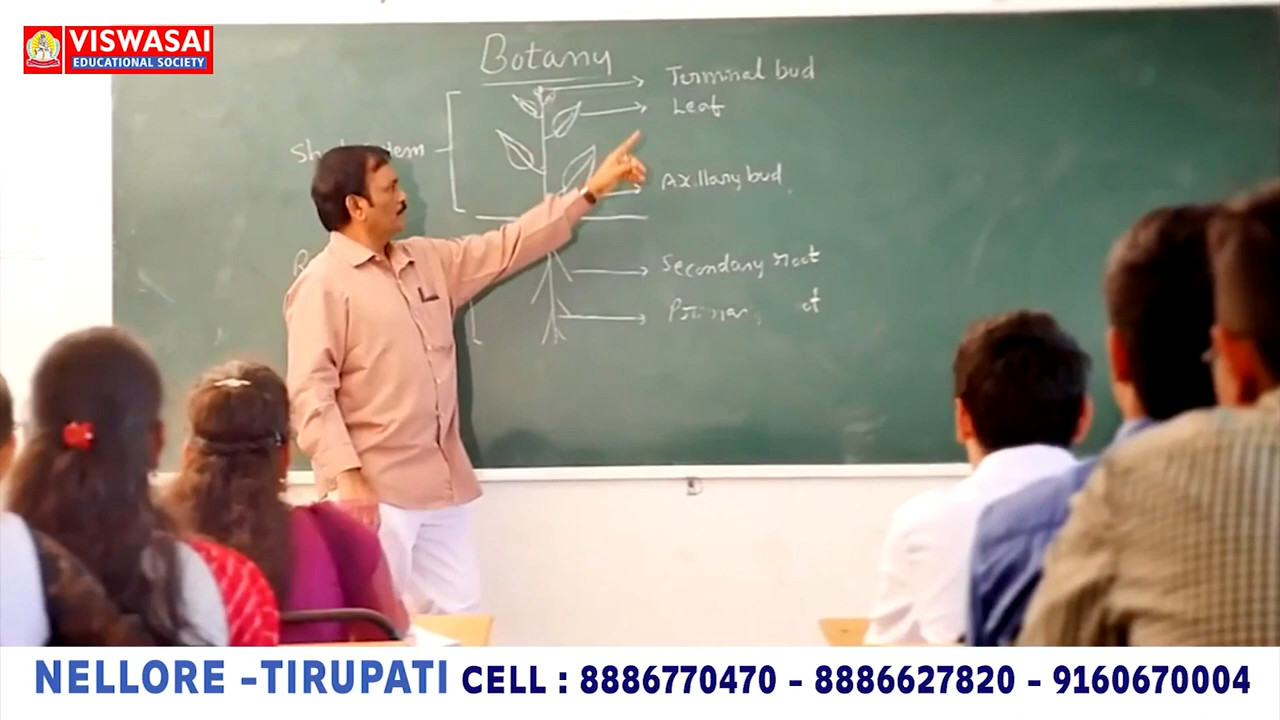 VISWASAI
EDUCATIONAL SOCIETY
Botany
Terminal bud
Leaf
Axillary bud
Secondary root
NELLORE –TIRUPATI CELL : 8886770470 – 8886627820 – 9160670004